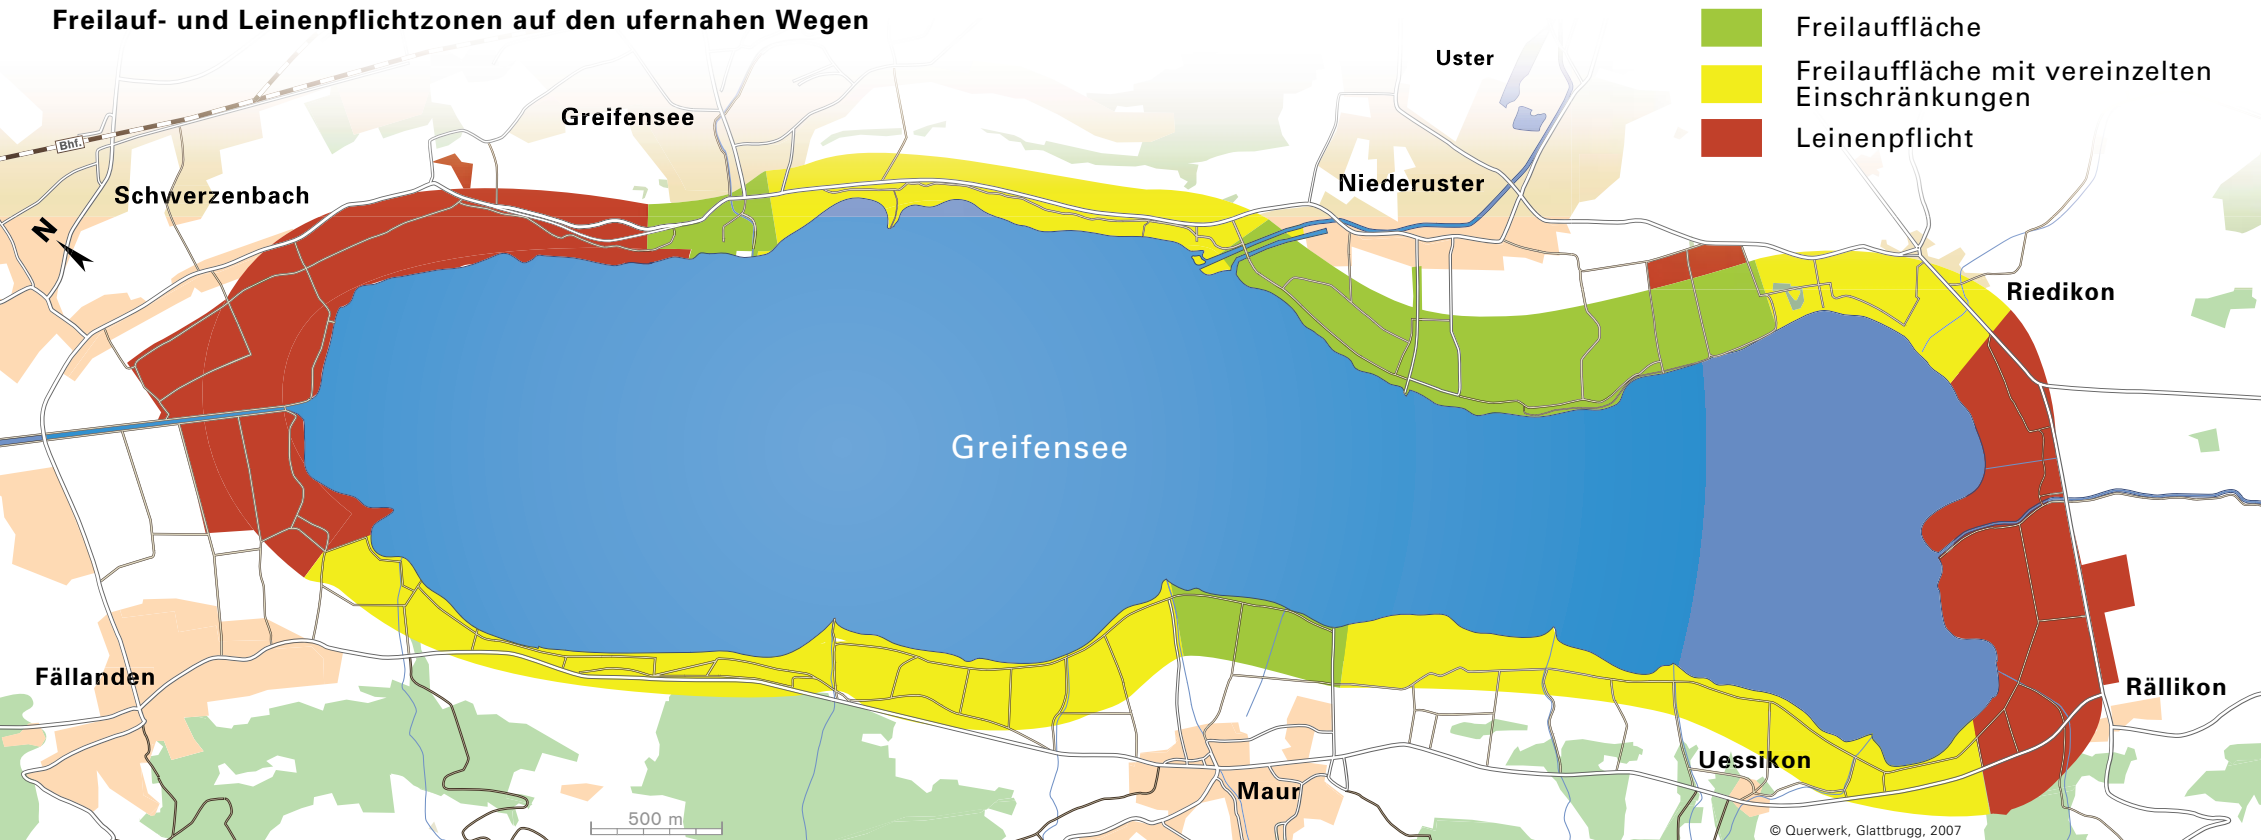 Freilauf- und Leinenpflichtzonen auf den ufernahen Wegen
Freilauffläche
Freilauffläche mit vereinzelten
Einschränkungen
Leinenpflicht
Uster
Greifensee
Bhf.
Schwerzenbach
Niederuster
N
Riedikon
Greifensee
Fällanden
Rällikon
Uessikon
Maur
500 m
© Querwerk, Glattbrugg, 2007